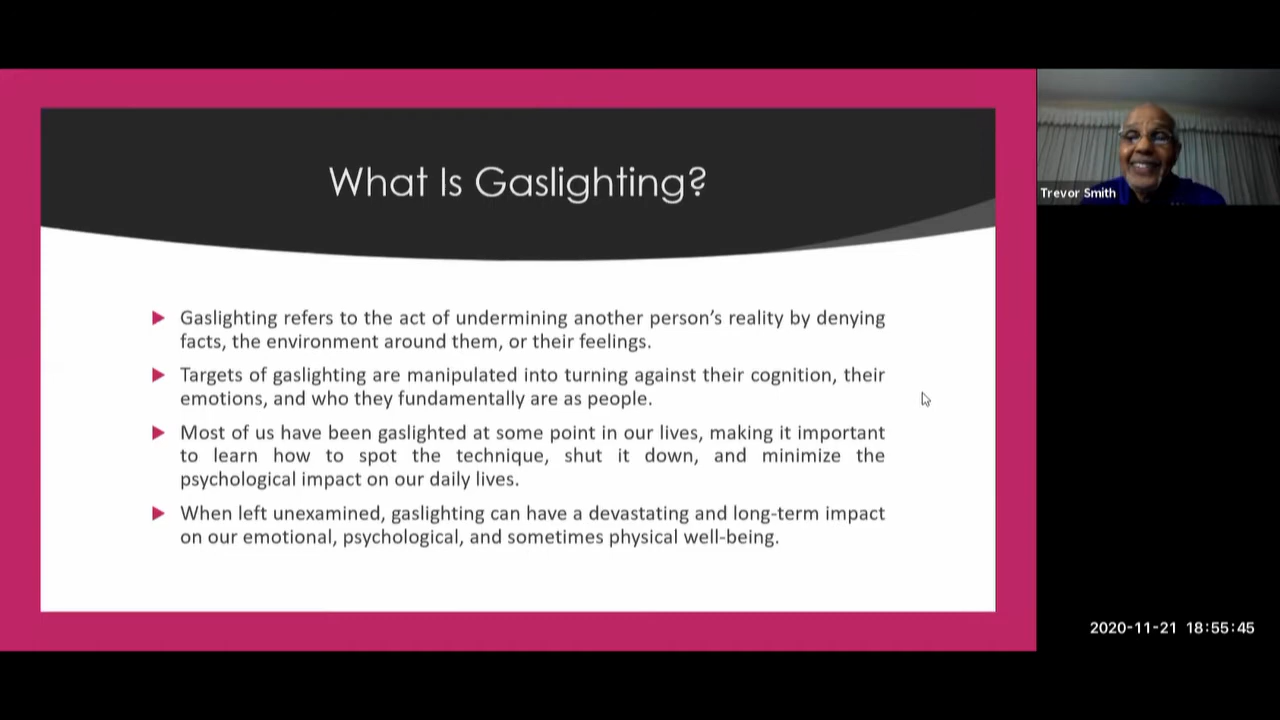 What Is Gaslighting?
Gaslighting refers to the act of undermining another person’s reality by denying
facts, the environment around them, or their feelings.
Targets of gaslighting are manipulated into turning against their cognition, their
emotions, and who they fundamentally are as people.
Most of us have been gaslighted at some point in our lives, making it important
to learn how to spot the technique, shut it down, and minimize the
psychological impact on our daily lives.
When left unexamined, gaslighting can have a devastating and long-term impact
on our emotional, psychological, and sometimes physical well-being.
Trevor Smith
2020-11-21 18:55:45